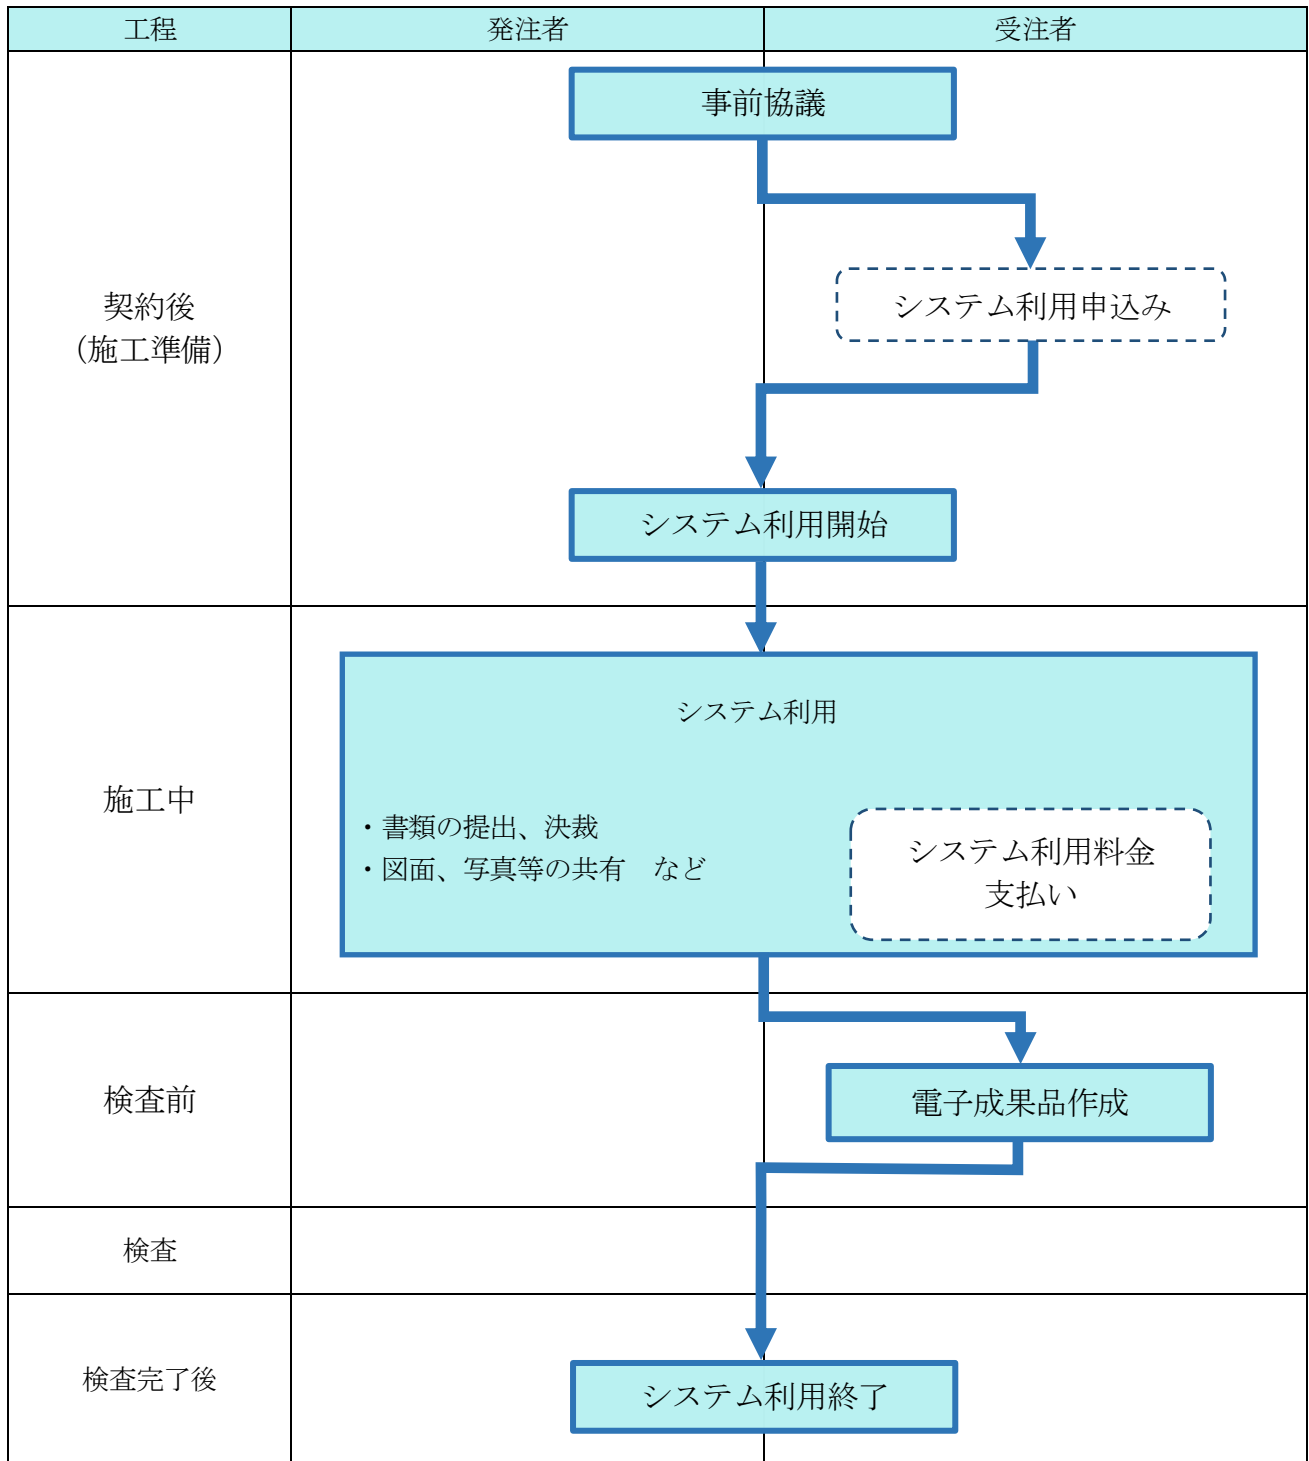 工程
発注者
受注者
事前協議
契約後
（施工準備）
システム利用申込み
システム利用開始
システム利用
施工中
・書類の提出、決裁
・図面、写真等の共有　など
システム利用料金
支払い
検査前
電子成果品作成
検査
検査完了後
システム利用終了